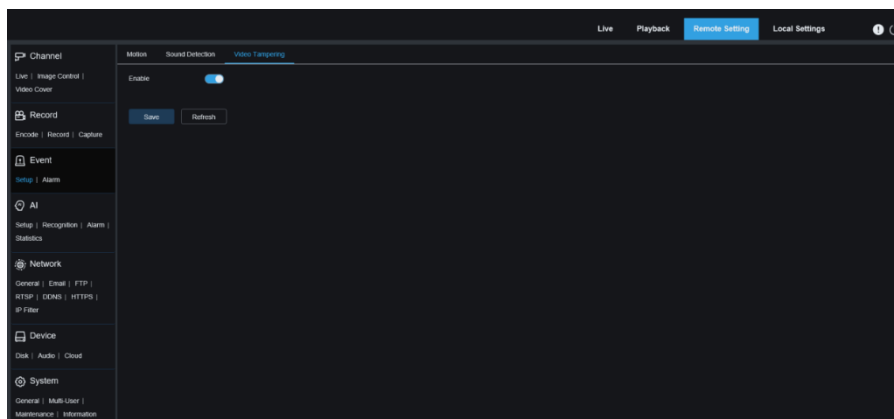 Live Playback Remote Setting Local Settings
Channel
Live | Image Control |
Video Cover
Record
Encode | Record | Capture
Event
Setup | Alarm
AI
Setup | Recognition | Alarm |
Statistics
Network
General | Email | FTP |
RTSP | DDNS | HTTPS |
IP Filter
Device
Disk | Audio | Cloud
System
General | Multi-User |
Maintenance | Information
Motion Sound Detection Video Tampering
Enable
Save Refresh